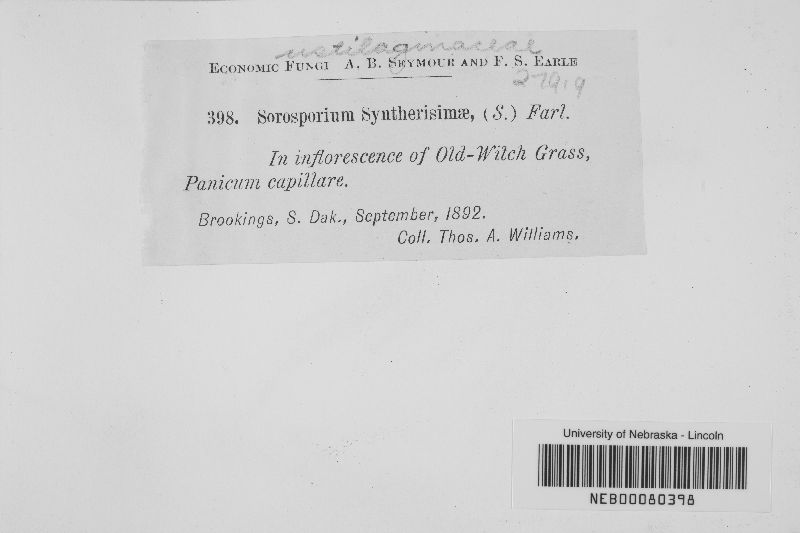 ustilaginaceae
ECONOMIC FUNGI A. B. SEYMOUR AND F. S. EARLE
27919
398. Sorosporium Syntherisimæ, (S.) Farl.
In inflorescence of Old-Witch Grass,
Panicum capillare.
Brookings, S. Dak., September, 1892.
Coll. Thos. A. Williams.
University of Nebraska - Lincoln
NEB00080398